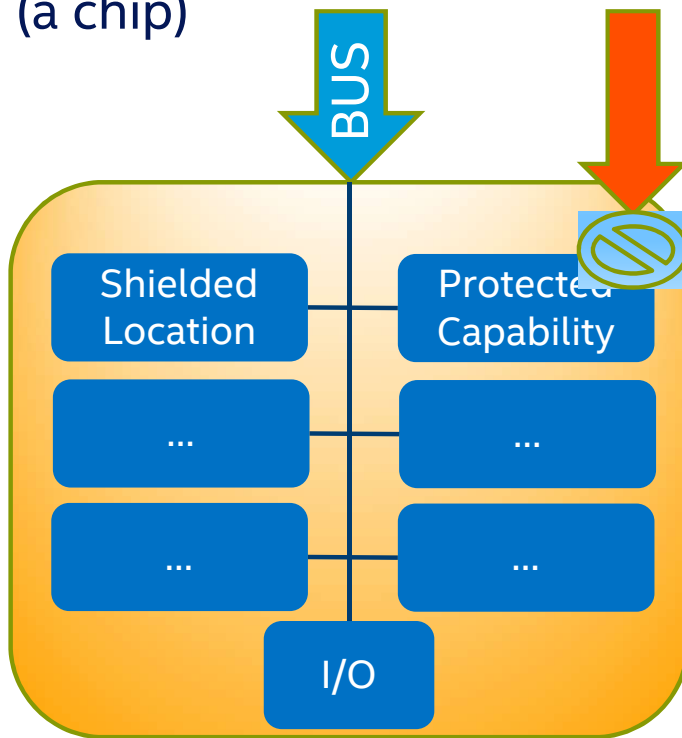 (a chip)
BUS
Shielded
Location
Protected
Capability
...
...
...
...
I/O